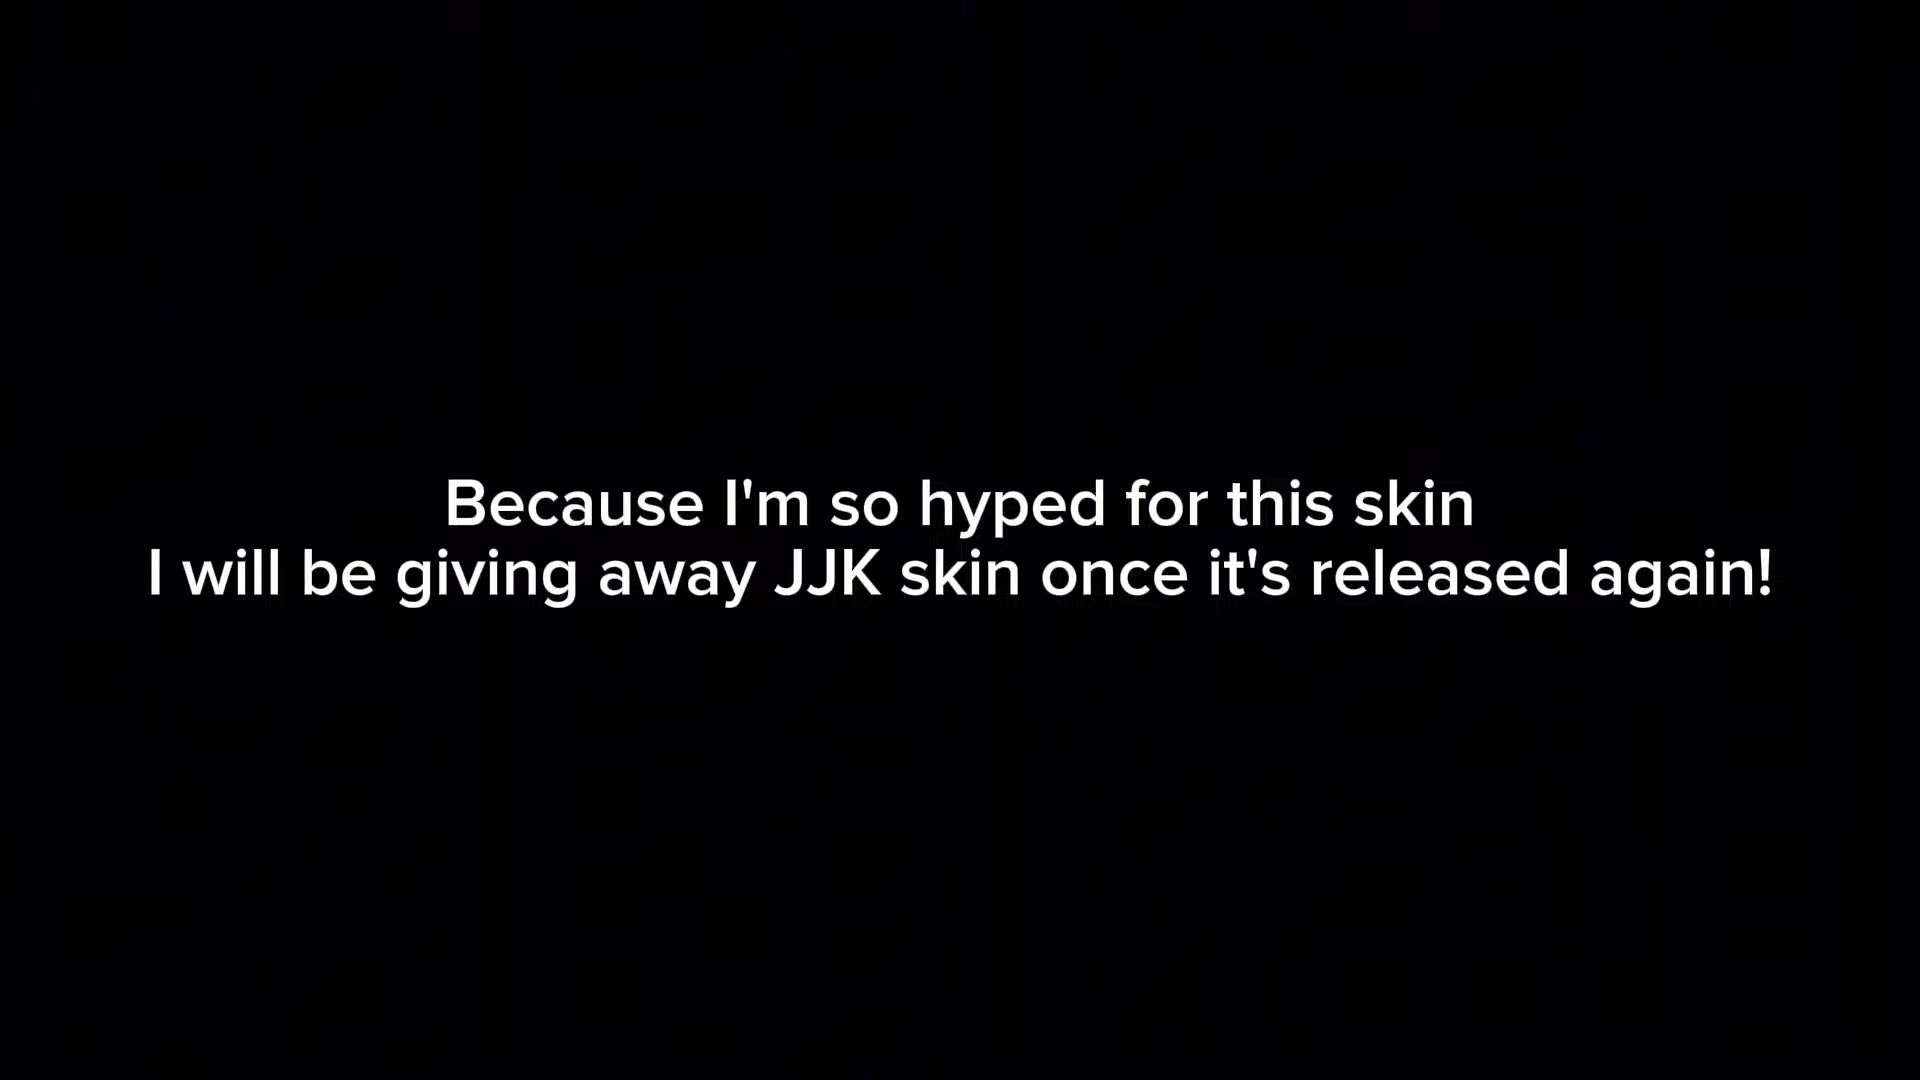 Because I'm so hyped for this skin
I will be giving away JJK skin once it's released again!